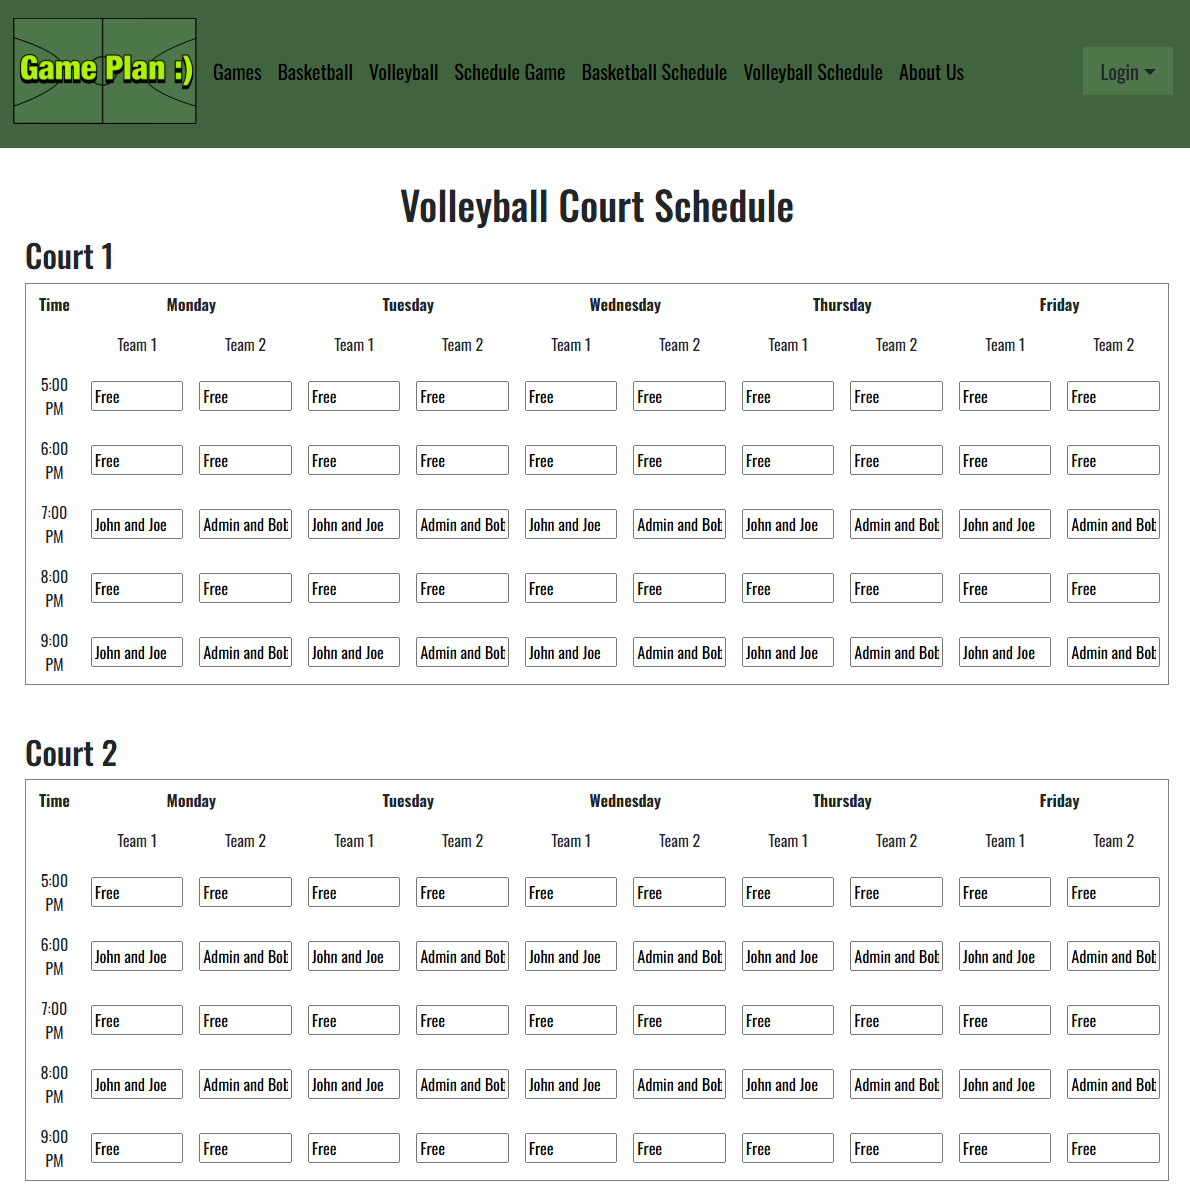 Game Plan :)
Games Basketball Volleyball Schedule Game Basketball Schedule Volleyball Schedule About Us Login
Volleyball Court Schedule
Court 1
Time Monday Tuesday Wednesday Thursday Friday
Team 1 Team 2 Team 1 Team 2 Team 1 Team 2 Team 1 Team 2 Team 1 Team 2
5:00 PM Free Free Free Free Free Free Free Free Free Free
6:00 PM Free Free Free Free Free Free Free Free Free Free
7:00 PM John and Joe Admin and Bob John and Joe Admin and Bob John and Joe Admin and Bob John and Joe Admin and Bob John and Joe Admin and Bob
8:00 PM Free Free Free Free Free Free Free Free Free Free
9:00 PM John and Joe Admin and Bob John and Joe Admin and Bob John and Joe Admin and Bob John and Joe Admin and Bob John and Joe Admin and Bob
Court 2
Time Monday Tuesday Wednesday Thursday Friday
Team 1 Team 2 Team 1 Team 2 Team 1 Team 2 Team 1 Team 2 Team 1 Team 2
5:00 PM Free Free Free Free Free Free Free Free Free Free
6:00 PM John and Joe Admin and Bob John and Joe Admin and Bob John and Joe Admin and Bob John and Joe Admin and Bob John and Joe Admin and Bob
7:00 PM Free Free Free Free Free Free Free Free Free Free
8:00 PM John and Joe Admin and Bob John and Joe Admin and Bob John and Joe Admin and Bob John and Joe Admin and Bob John and Joe Admin and Bob
9:00 PM Free Free Free Free Free Free Free Free Free Free